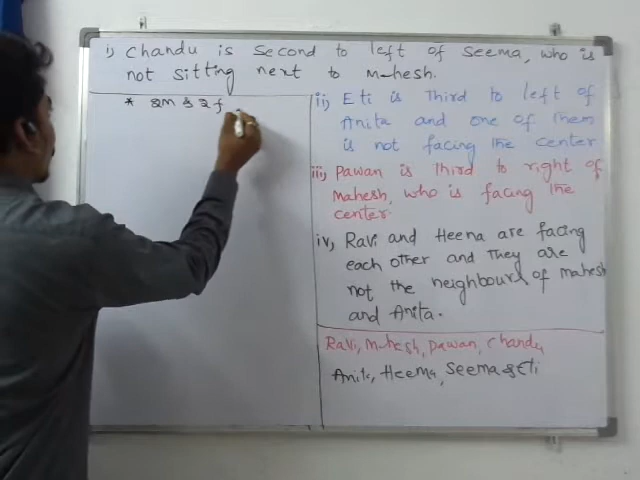 i) Chandu is Second to left of Seema, who is
not sitting next to Mahesh.
* 2M & 2f
ii) Eti is Third to left of
Anita and one of them
is not facing the center
iii) Pawan is third to right of
Mahesh, who is facing the
center.
iv) Ravi and Heena are facing
each other and They are
not the neighbours of Mahesh
and Anita.
Ravi, Mahesh, Pawan, Chandu
Anita, Heema, Seema & Eti